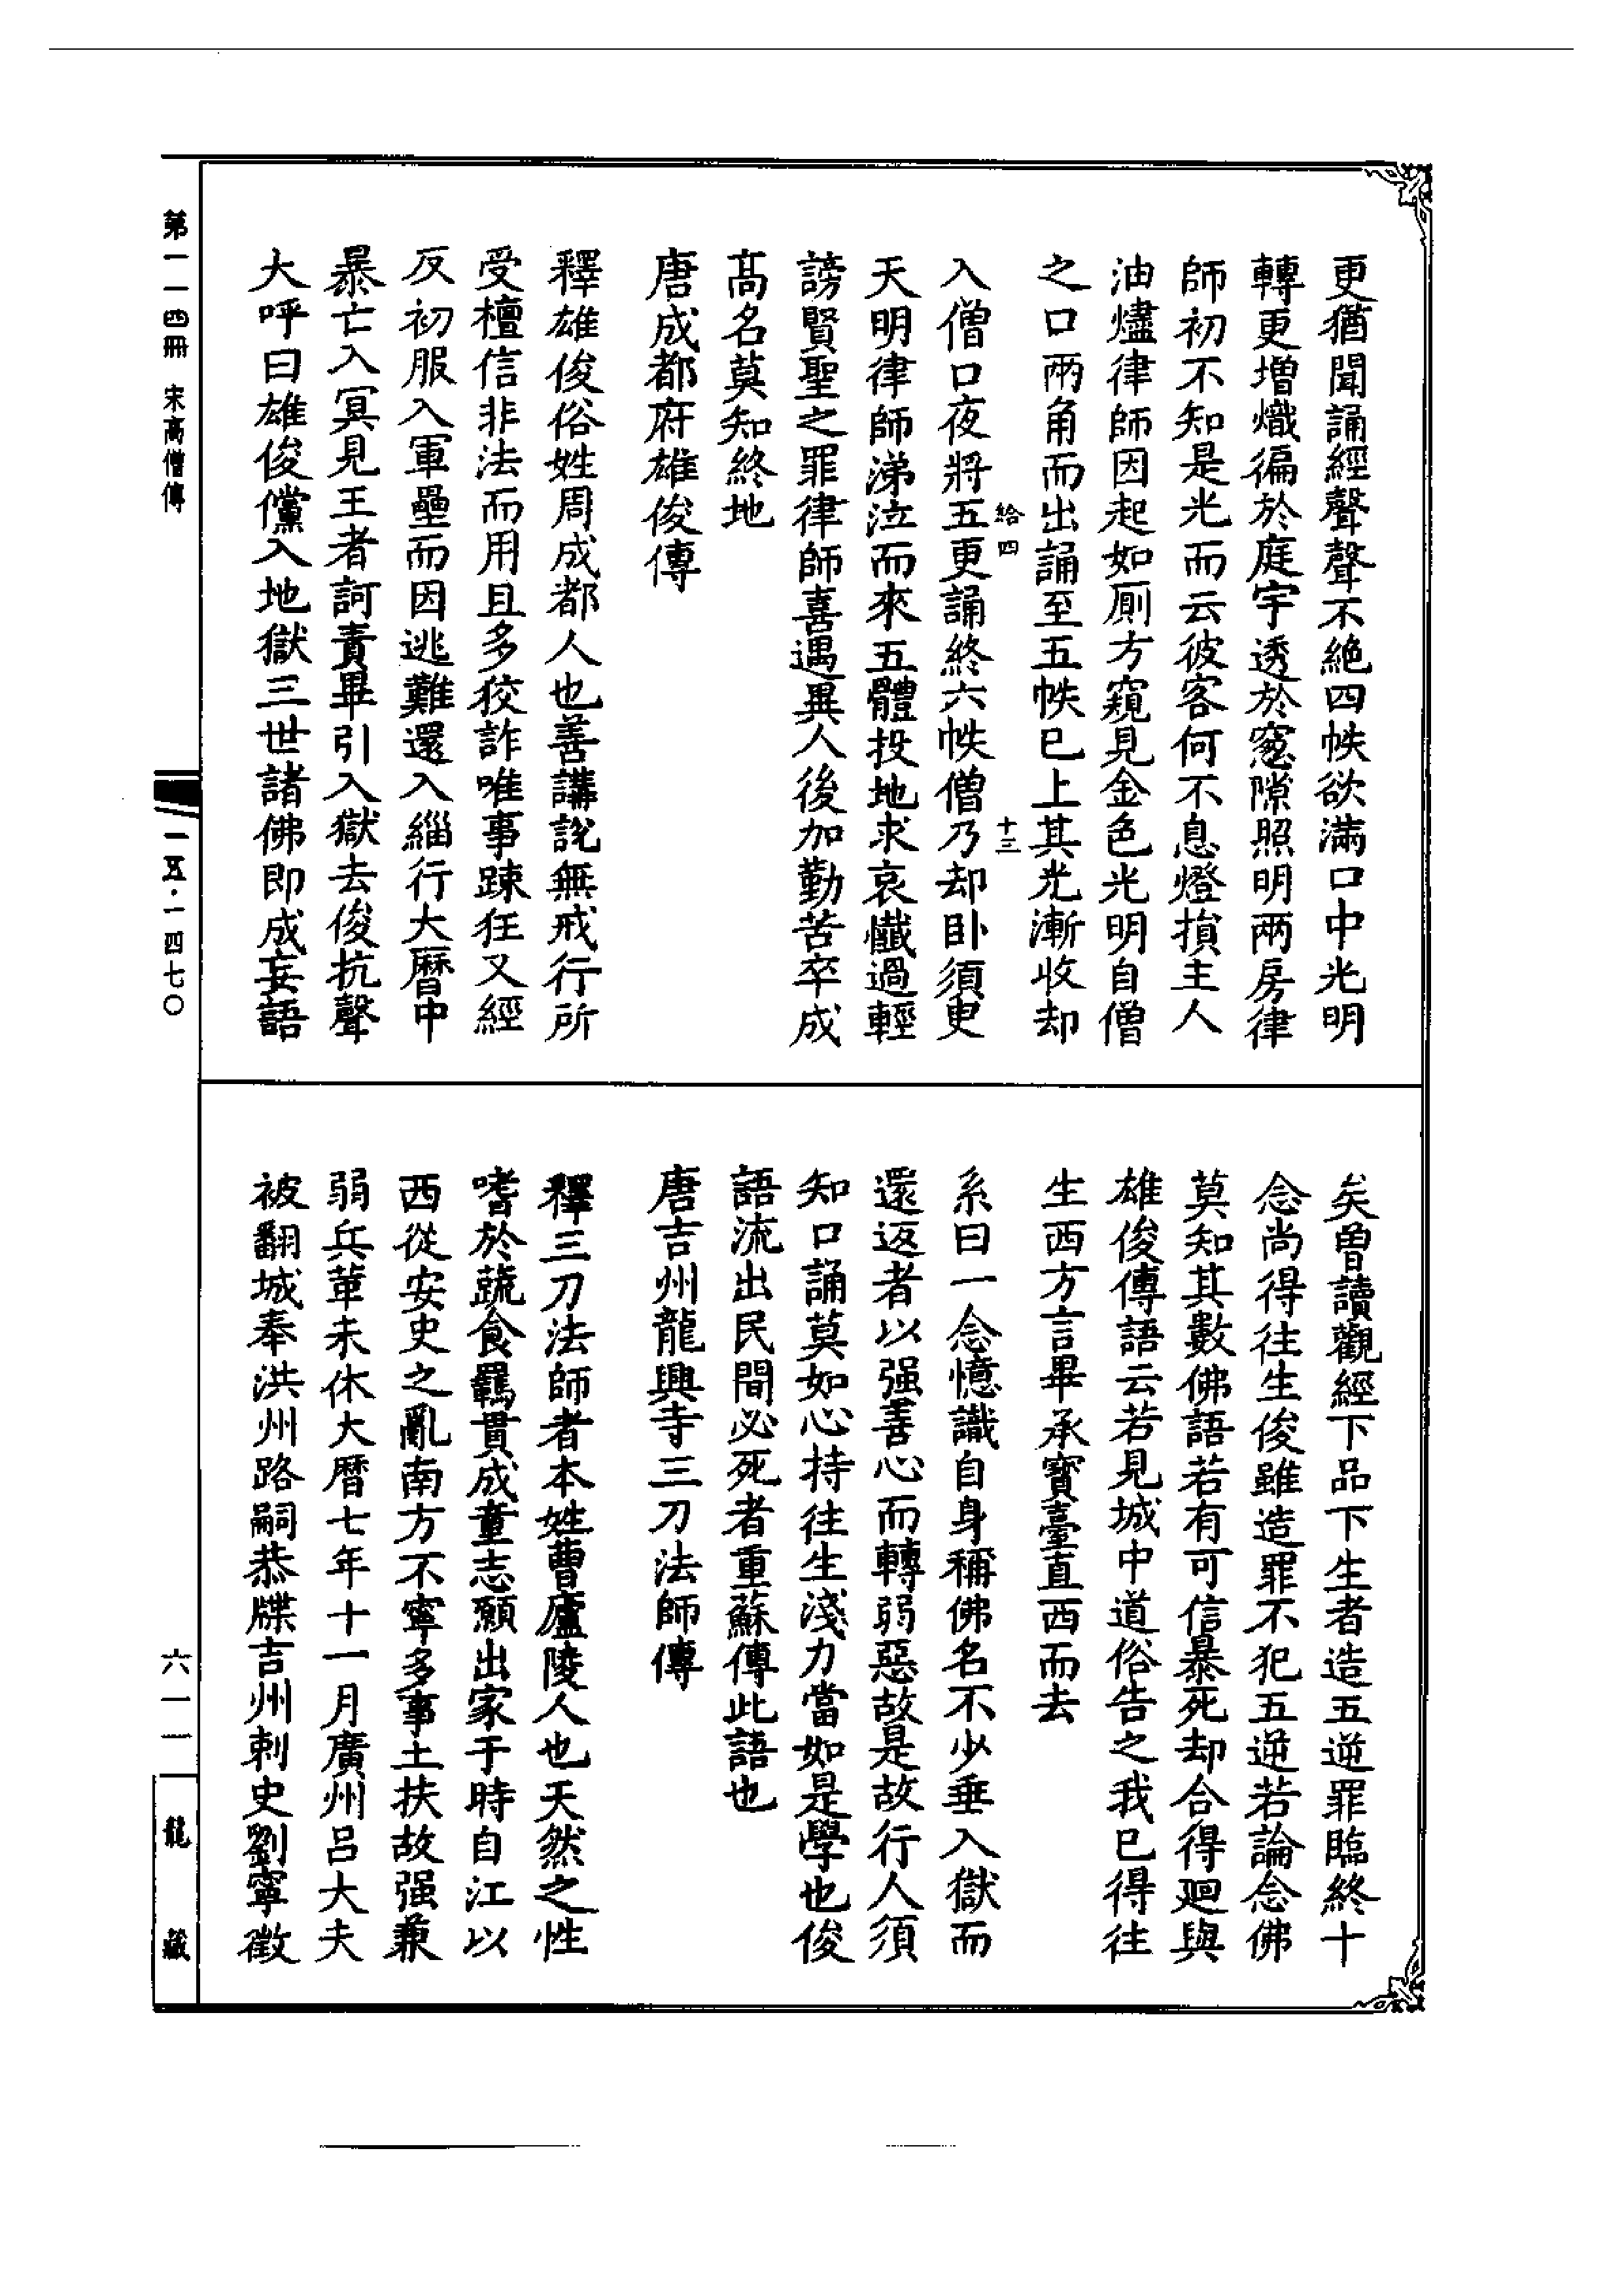 更猶聞誦經聲聲不絶四帙欲滿口中光明
轉更增熾徧於庭宇透於窻隙照明兩房律
師初不知是光而云彼客何不息燈損主人
油燼律師因起如厠方窺見金色光明自僧
之口兩角而出誦至五帙已上其光漸收却
給四 十三
入僧口夜將五更誦終六帙僧乃却卧須臾
天明律師涕泣而來五體投地求哀懺過輕
謗賢聖之罪律師喜遇異人後加勤苦卒成
高名莫知終地
唐成都府雄俊傳
釋雄俊俗姓周成都人也善講說無戒行所
受檀信非法而用且多狡詐唯事踈狂又經
反初服入軍壘而因逃難還入緇行大曆中
暴亡入冥見王者訶責畢引入獄去俊抗聲
大呼曰雄俊儻入地獄三世諸佛即成妄語
矣曽讀觀經下品下生者造五逆罪臨終十
念尚得往生俊雖造罪不犯五逆若論念佛
莫知其數佛語若有可信暴死却合得廻與
雄俊傳語云若見城中道俗告之我已得往
生西方言畢承寶臺直西而去
系曰一念憶識自身稱佛名不少垂入獄而
還返者以强善心而轉弱惡故是故行人須
知口誦莫如心持往生淺力當如是學也俊
語流出民間必死者重蘇傳此語也
唐吉州龍興寺三刀法師傳
釋三刀法師者本姓曹廬陵人也天然之性
嗜於蔬食羈貫成童志願出家于時自江以
西從安史之亂南方不寧多事土扶故强兼
弱兵革未休大曆七年十一月廣州呂大夫
被翻城奉洪州路嗣恭牒吉州刺史劉寧徵
第一一四冊 宋高僧傳
一五·一四七〇
六一一
龍藏